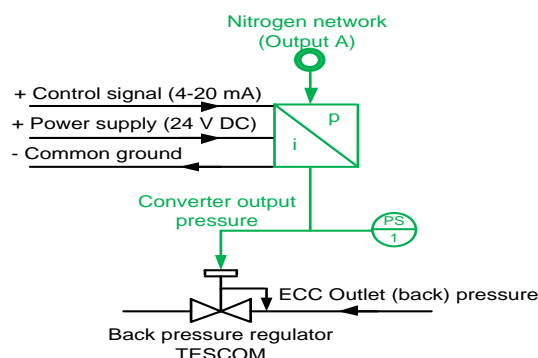 Nitrogen network
(Output A)
+ Control signal (4-20 mA)
p
+ Power supply (24 V DC)
i
- Common ground
Converter output
pressure
PS
1
ECC Outlet (back) pressure
Back pressure regulator
TESCOM